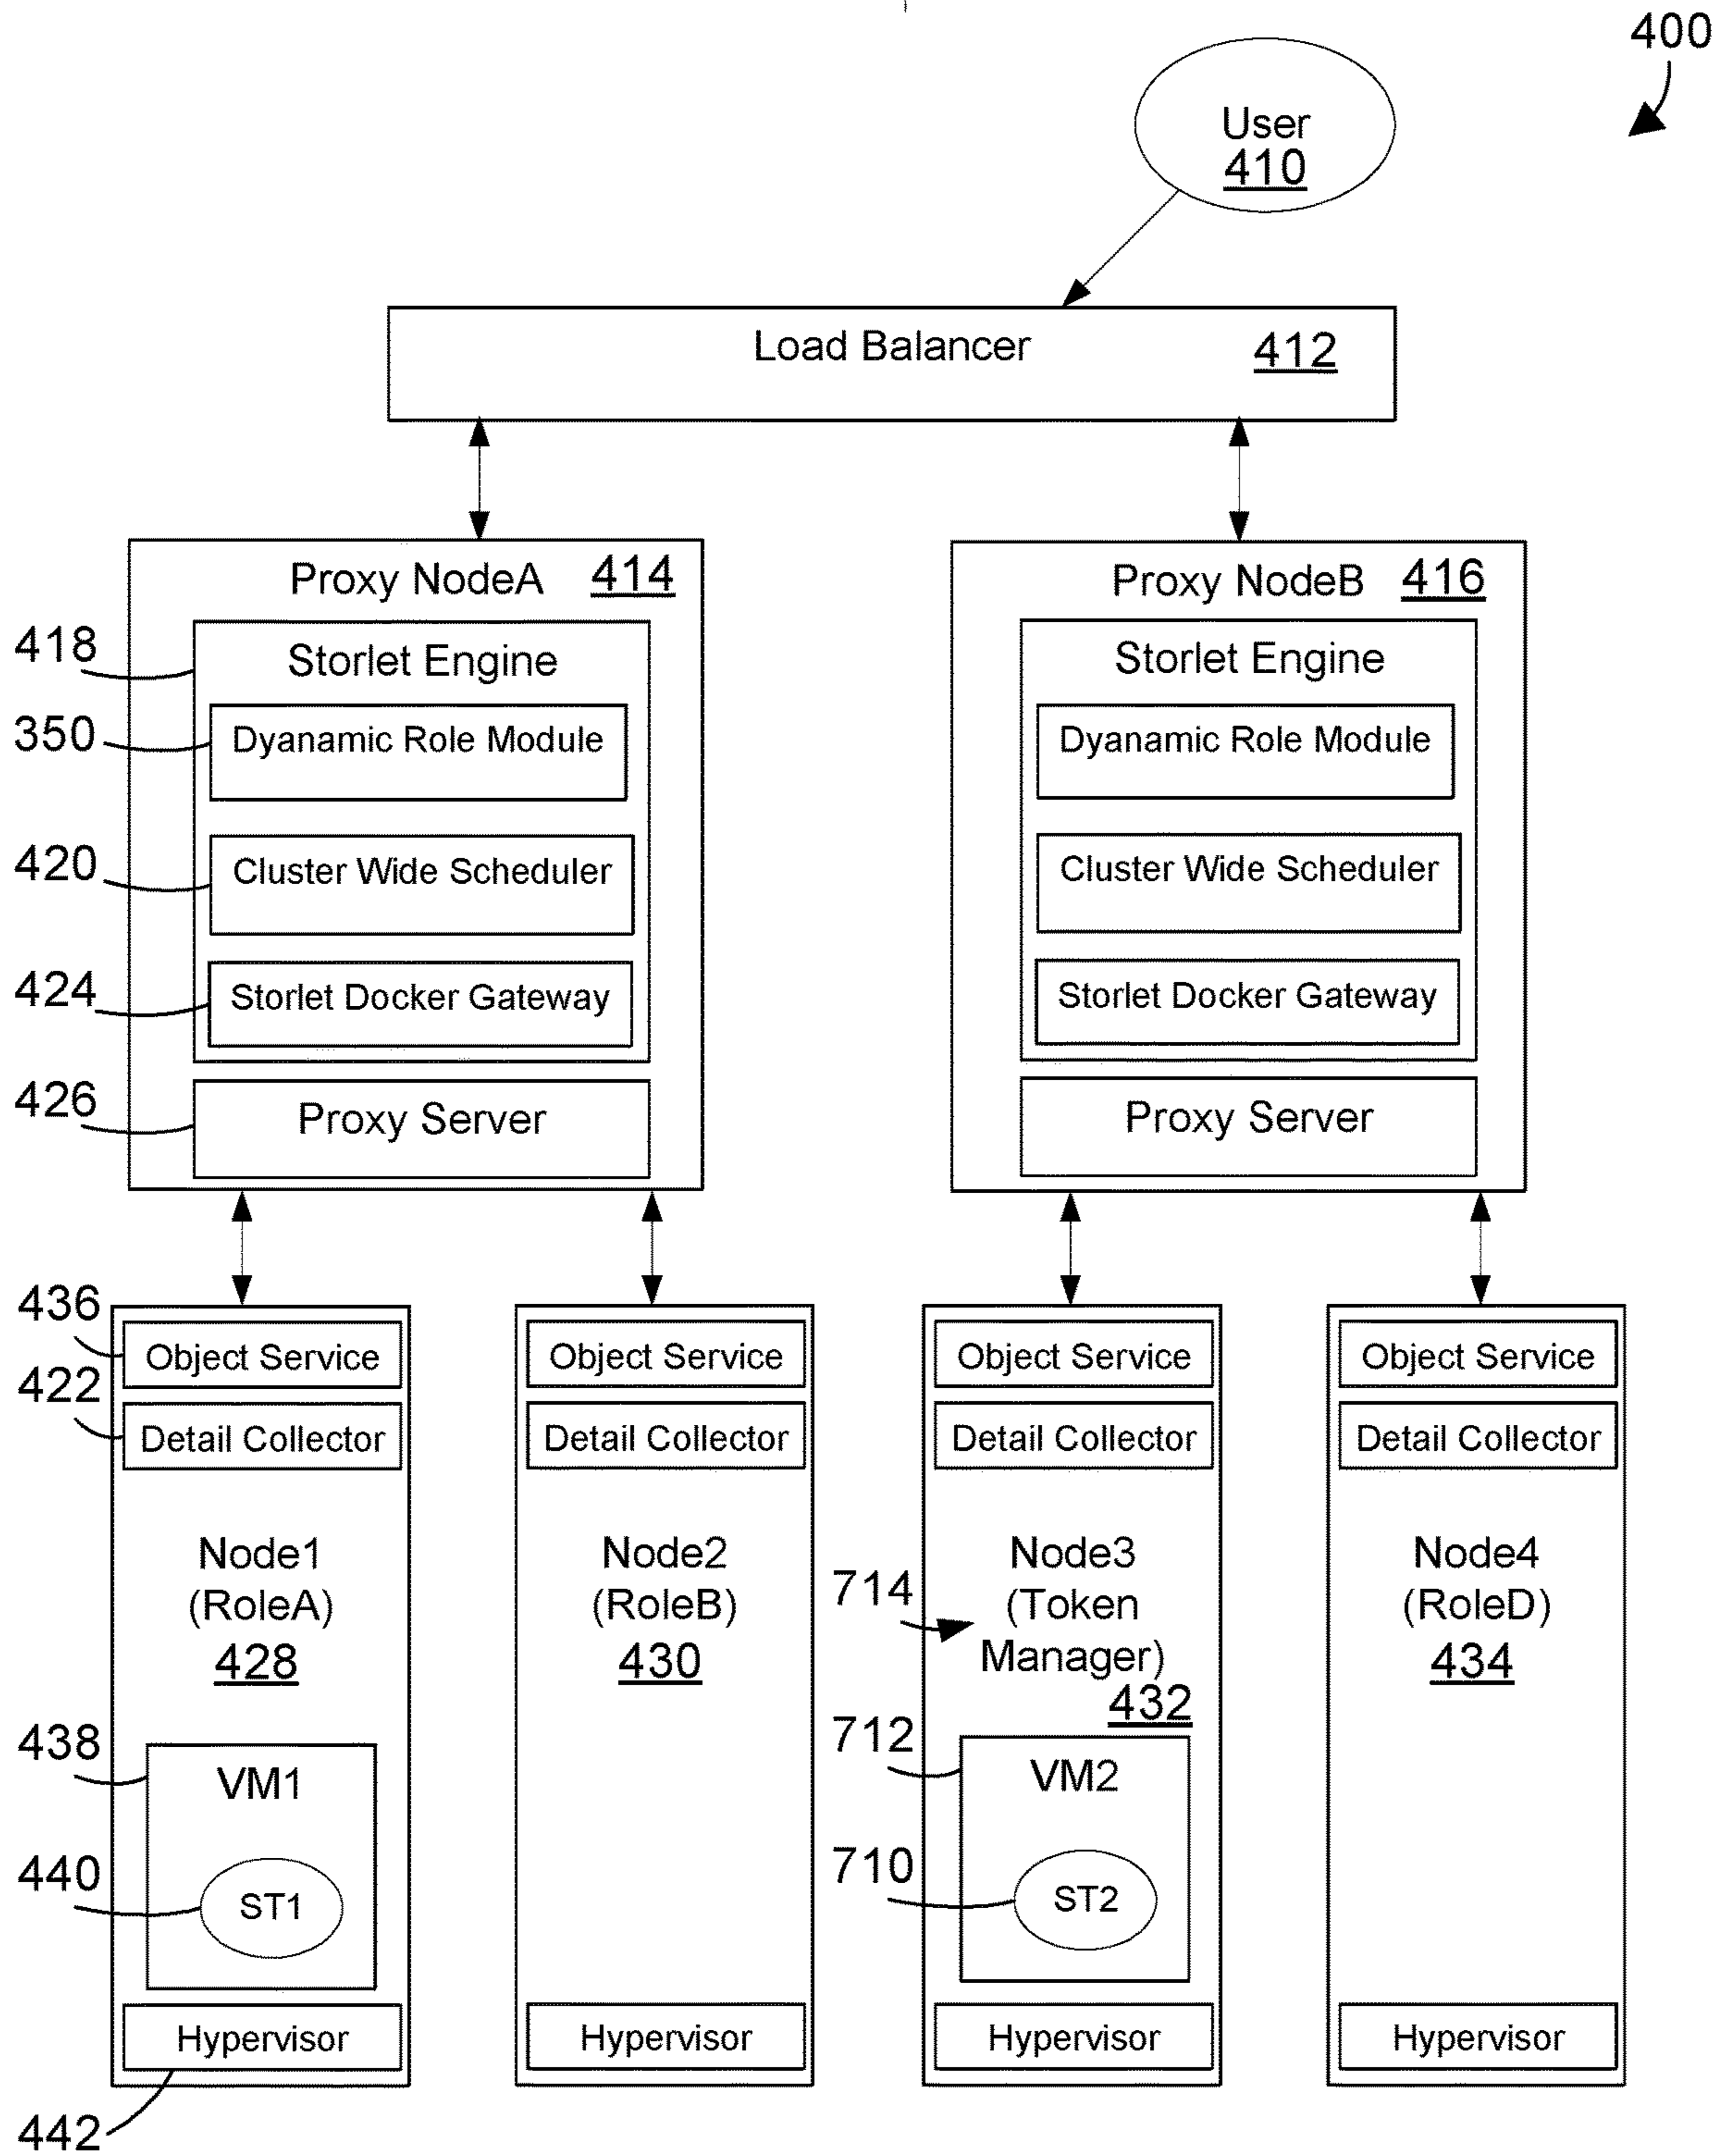 400
User
410
Load Balancer 412
Proxy NodeA 414
418
Storlet Engine
350
Dyanamic Role Module
420
Cluster Wide Scheduler
424
Storlet Docker Gateway
426
Proxy Server
Proxy NodeB 416
Storlet Engine
Dyanamic Role Module
Cluster Wide Scheduler
Storlet Docker Gateway
Proxy Server
436
Object Service
422
Detail Collector
Node1
(RoleA)
428
438
VM1
440
ST1
Hypervisor
442
Object Service
Detail Collector
Node2
(RoleB)
430
Hypervisor
Object Service
Detail Collector
714
Node3
(Token
Manager)
432
712
VM2
710
ST2
Hypervisor
Object Service
Detail Collector
Node4
(RoleD)
434
Hypervisor